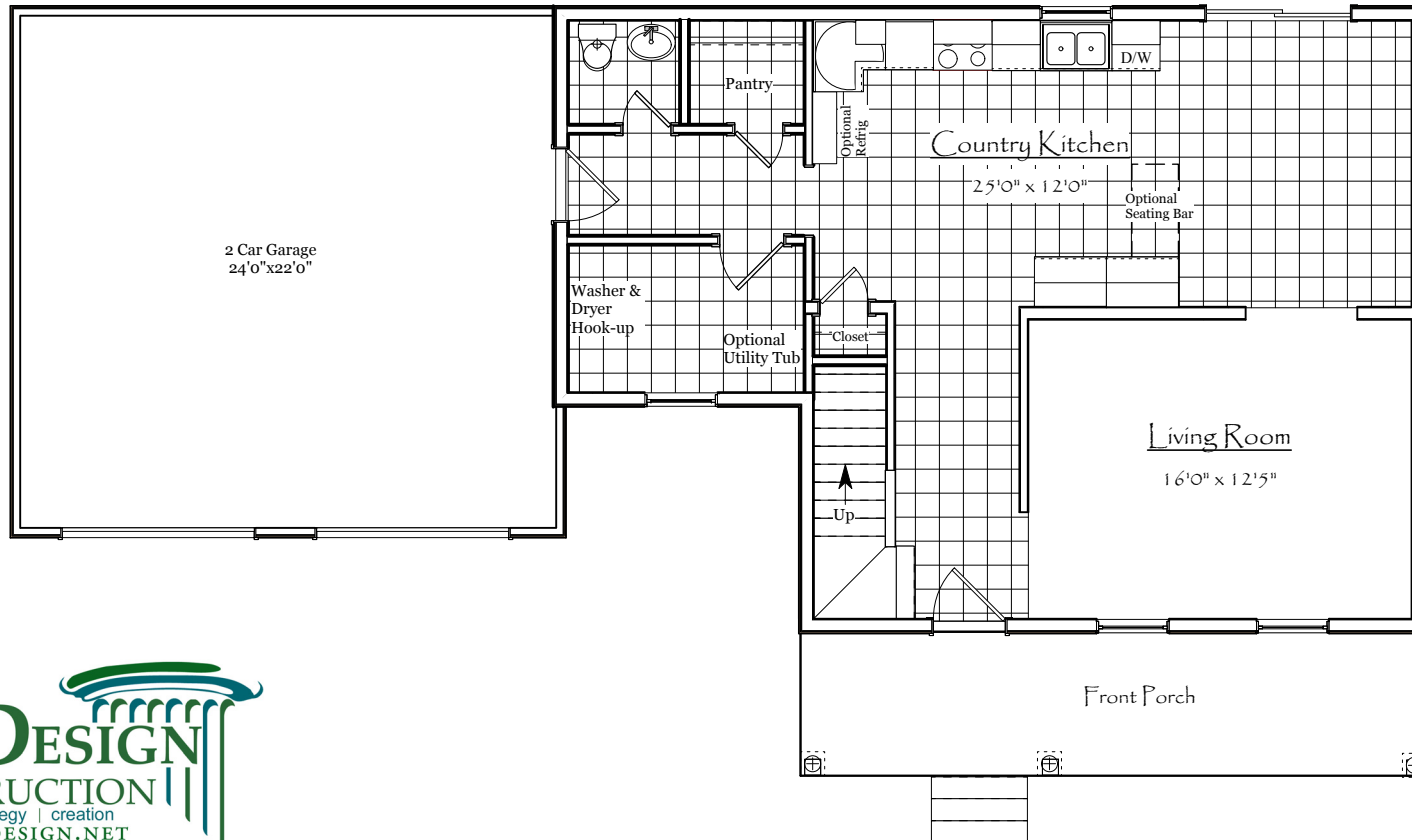 Pantry
D/W
Optional
Refrig
Country Kitchen
25'0" x 12'0"
Optional
Seating Bar
2 Car Garage
24'0"x22'0"
Washer &
Dryer
Hook-up
Optional
Utility Tub
Closet
Up
Living Room
16'0" x 12'5"
Front Porch
DESIGN
RUCTION
egy | creation
DESIGN.NET